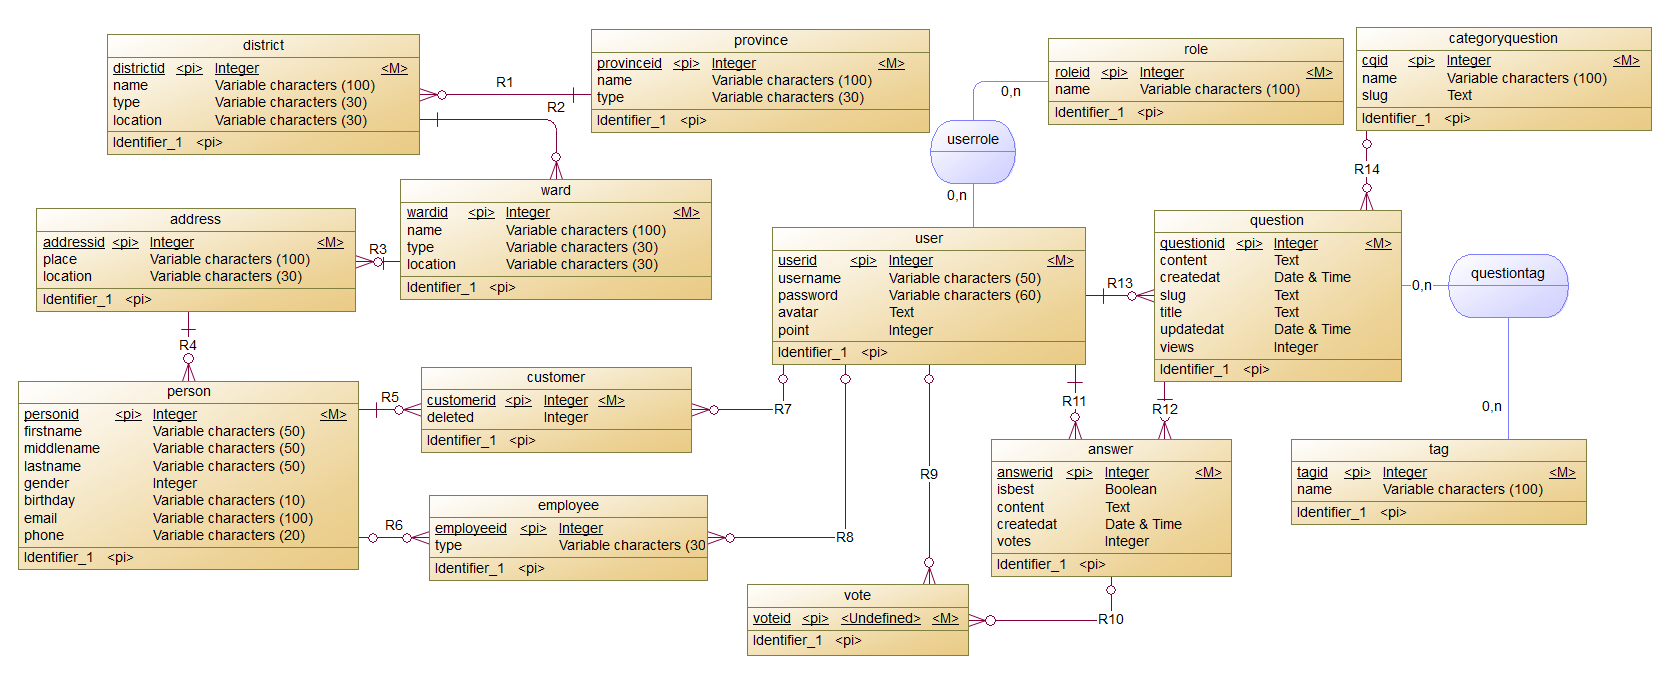 district
districtid <pi> Integer <M>
name Variable characters (100)
type Variable characters (30)
location Variable characters (30)
Identifier_1 <pi>
R1
R2
province
provinceid <pi> Integer <M>
name Variable characters (100)
type Variable characters (30)
Identifier_1 <pi>
role
roleid <pi> Integer <M>
name Variable characters (100)
Identifier_1 <pi>
0,n
userrole
0,n
categoryquestion
cqid <pi> Integer <M>
name Variable characters (100)
slug Text
Identifier_1 <pi>
R14
ward
wardid <pi> Integer <M>
name Variable characters (100)
type Variable characters (30)
location Variable characters (30)
Identifier_1 <pi>
address
addressid <pi> Integer <M>
place Variable characters (100)
location Variable characters (30)
Identifier_1 <pi>
R3
R4
user
userid <pi> Integer <M>
username Variable characters (50)
password Variable characters (60)
avatar Text
point Integer
Identifier_1 <pi>
R13
question
questionid <pi> Integer <M>
content Text
createdat Date & Time
slug Text
title Text
updatedat Date & Time
views Integer
Identifier_1 <pi>
0,n
questiontag
0,n
person
personid <pi> Integer <M>
firstname Variable characters (50)
middlename Variable characters (50)
lastname Variable characters (50)
gender Integer
birthday Variable characters (10)
email Variable characters (100)
phone Variable characters (20)
Identifier_1 <pi>
R5
R6
customer
customerid <pi> Integer <M>
deleted Integer
Identifier_1 <pi>
R7
employee
employeeid <pi> Integer
type Variable characters (30
Identifier_1 <pi>
R8
R9
R11
R12
answer
answerid <pi> Integer <M>
isbest Boolean
content Text
createdat Date & Time
votes Integer
Identifier_1 <pi>
tag
tagid <pi> Integer <M>
name Variable characters (100)
Identifier_1 <pi>
vote
voteid <pi> <Undefined> <M>
Identifier_1 <pi>
R10